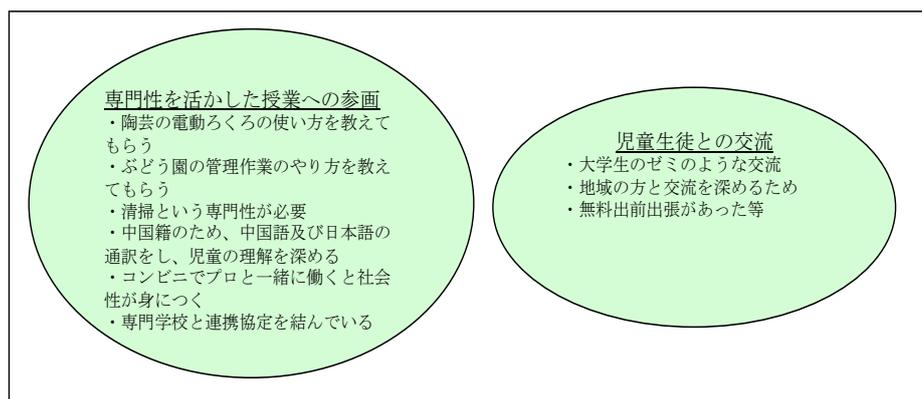 専門性を活かした授業への参画
・陶芸の電動ろくろの使い方を教えて
もらう
・ぶどう園の管理作業のやり方を教え
てもらう
・清掃という専門性が必要
・中国籍のため、中国語及び日本語の
通訳をし、児童の理解を深める
・コンビニでプロと一緒に働くと社会
性が身につく
・専門学校と連携協定を結んでいる
児童生徒との交流
・大学生のゼミのような交流
・地域の方と交流を深めるため
・無料出前出張があった等